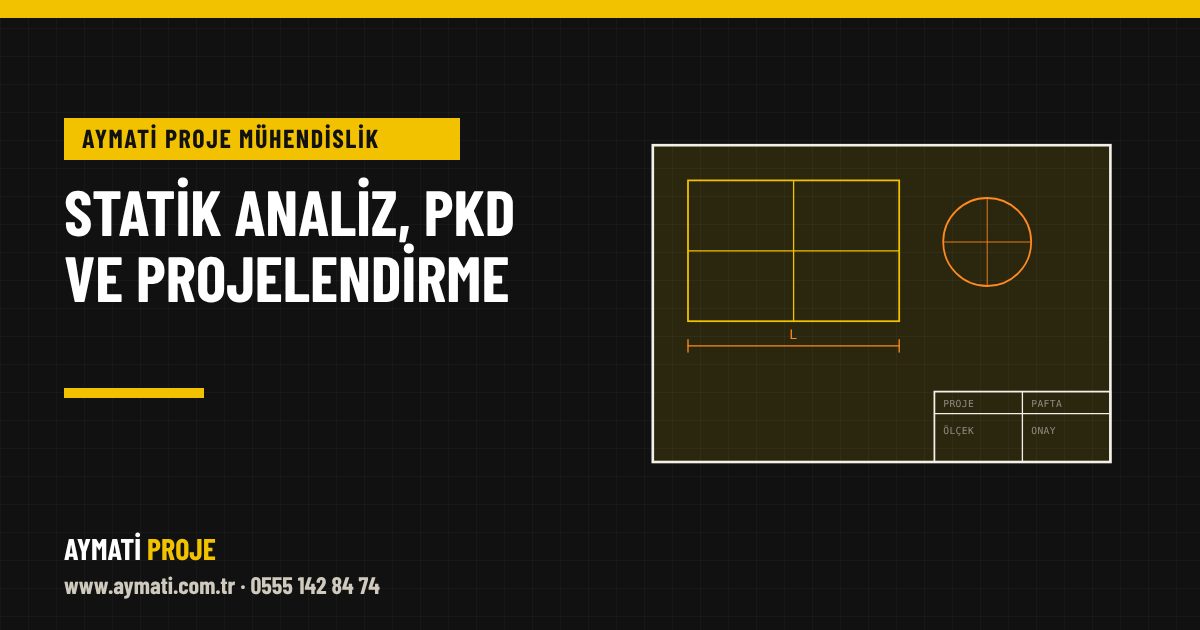 AYMATİ PROJE MÜHENDİSLİK
STATİK ANALİZ, PKD
VE PROJELENDİRME
L
PROJE
PAFTA
ÖLÇEK
ONAY
AYMATİ PROJE
www.aymati.com.tr · 0555 142 84 74